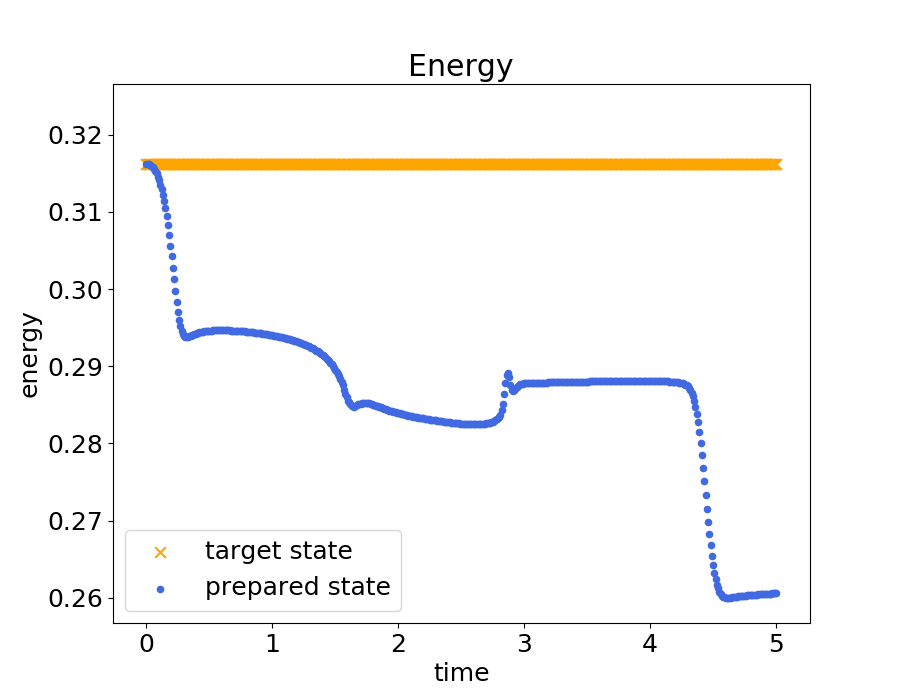 Energy
energy
0.32
0.31
0.30
0.29
0.28
0.27
0.26
target state
prepared state
0 1 2 3 4 5
time